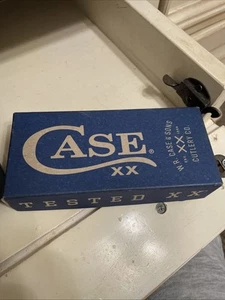 CASE®
XX
W.R. CASE & SONS
XX
CUTLERY CO.
TESTED XX